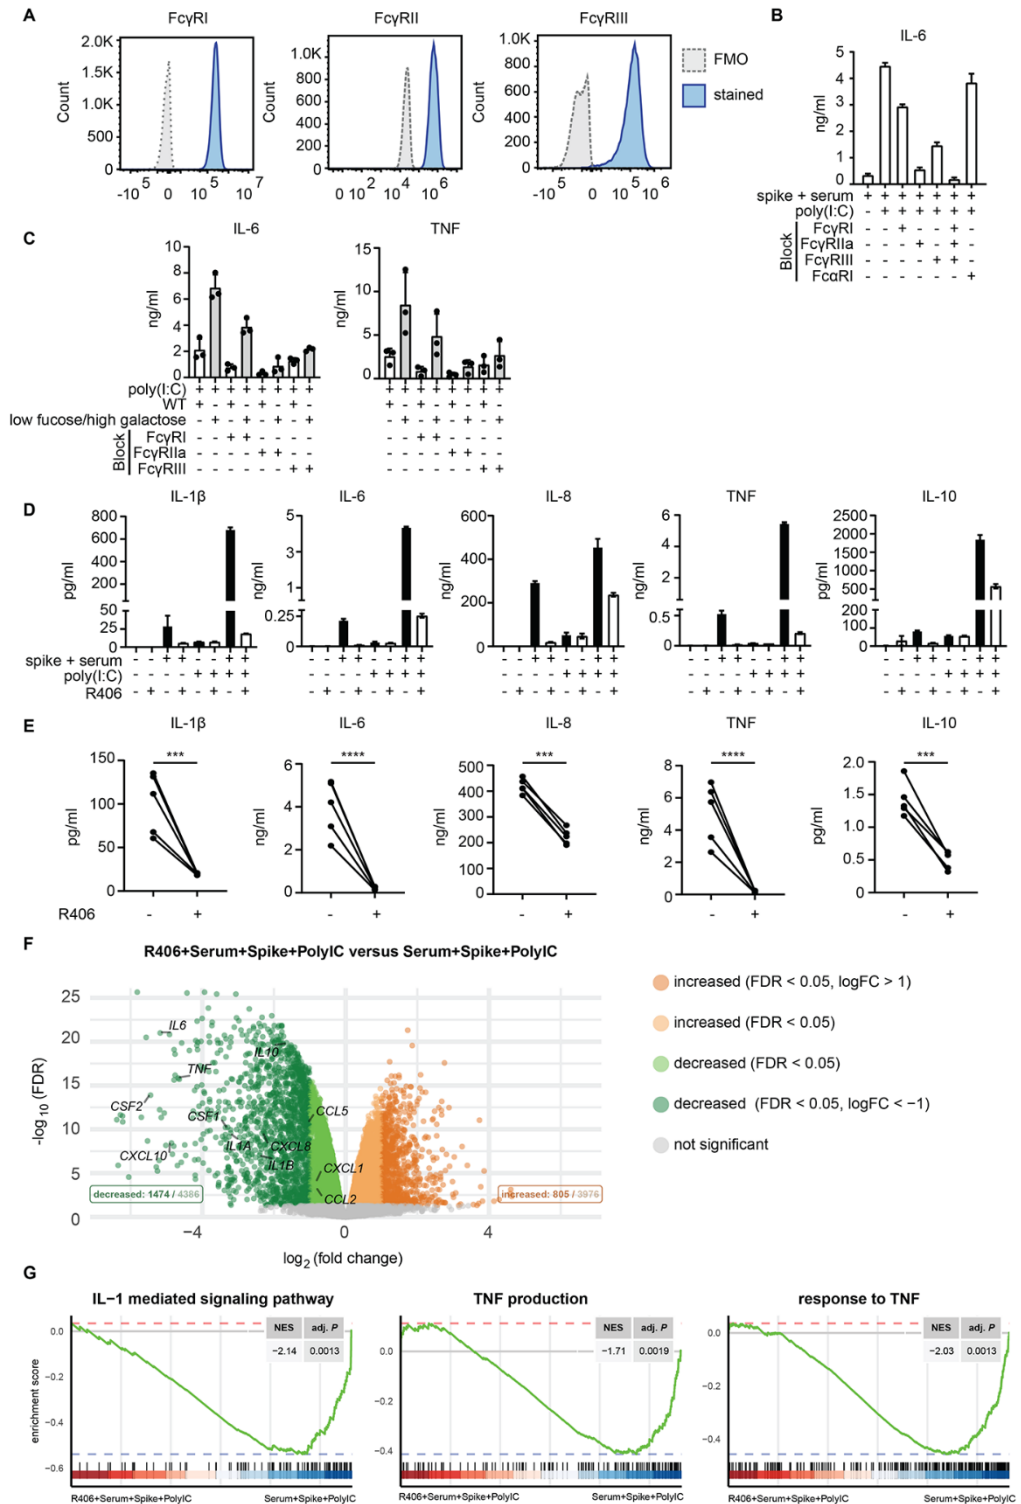 A
FcγRI
FcγRII
FcγRIII
Count
2.0K
1.5K
1.0K
500
0
-10 5 0 10 5 10 7
Count
1.0K
800
600
400
200
0
0 10 2 10 4 10 6
Count
1.0K
800
600
400
200
0
-10 5 0 10 5 10 6
FMO
stained
B
IL-6
ng/ml
5
4
3
2
1
0
spike + serum + + + + + + +
poly(I:C) - + + + + + +
Block
FcγRI - - + - - + -
FcγRIIa - - - + - + -
FcγRIII - - - - + + -
FcαRI - - - - - - +
C
IL-6
TNF
ng/ml
10
8
6
4
2
0
ng/ml
15
10
5
0
poly(I:C) + + + + + + + + + + + + + + + +
WT + - + - + - + - + - + - + - + -
low fucose/high galactose - + - + - + - + - + - + - + - +
Block
FcγRI - - + + - - - - - - + + - - - -
FcγRIIa - - - - + + - - - - - - + + - -
FcγRIII - - - - - - + + - - - - - - + +
D
IL-1β
IL-6
IL-8
TNF
IL-10
pg/ml
800
600
400
200
50
25
0
ng/ml
5
4
3
2
1
0.25
0
ng/ml
600
400
200
0
ng/ml
6
4
2
0.5
0
pg/ml
2500
2000
1500
1000
500
200
100
0
spike + serum - - + + - - + + - - + + - - + + - - + + - - + + - - + + - - + + - - + + - - + +
poly(I:C) - - - - + + + + - - - - + + + + - - - - + + + + - - - - + + + + - - - - + + + +
R406 - + - + - + - + - + - + - + - + - + - + - + - + - + - + - + - + - + - + - + - +
E
IL-1β
IL-6
IL-8
TNF
IL-10
***
****
***
****
***
pg/ml
150
100
50
0
ng/ml
6
4
2
0
ng/ml
500
400
300
200
100
0
ng/ml
8
6
4
2
0
pg/ml
2.0
1.5
1.0
0.5
0
R406 - + - + - + - + - +
F
R406+Serum+Spike+PolyIC versus Serum+Spike+PolyIC
-log10 (FDR)
25
20
15
10
5
0
IL6
IL10
TNF
CSF2
CSF1
CCL5
CXCL10
IL1A
CXCL8
IL1B
CXCL1
CCL2
decreased: 1474 / 4386
increased: 805 / 3976
−4 0 4
log2 (fold change)
increased (FDR < 0.05, logFC > 1)
increased (FDR < 0.05)
decreased (FDR < 0.05)
decreased (FDR < 0.05, logFC < −1)
not significant
G
IL−1 mediated signaling pathway
TNF production
response to TNF
enrichment score
0.0
−0.2
−0.4
−0.6
NES adj. P
−2.14 0.0013
0.0
−0.2
−0.4
NES adj. P
−1.71 0.0019
0.0
−0.2
−0.4
NES adj. P
−2.03 0.0013
R406+Serum+Spike+PolyIC Serum+Spike+PolyIC
R406+Serum+Spike+PolyIC Serum+Spike+PolyIC
R406+Serum+Spike+PolyIC Serum+Spike+PolyIC